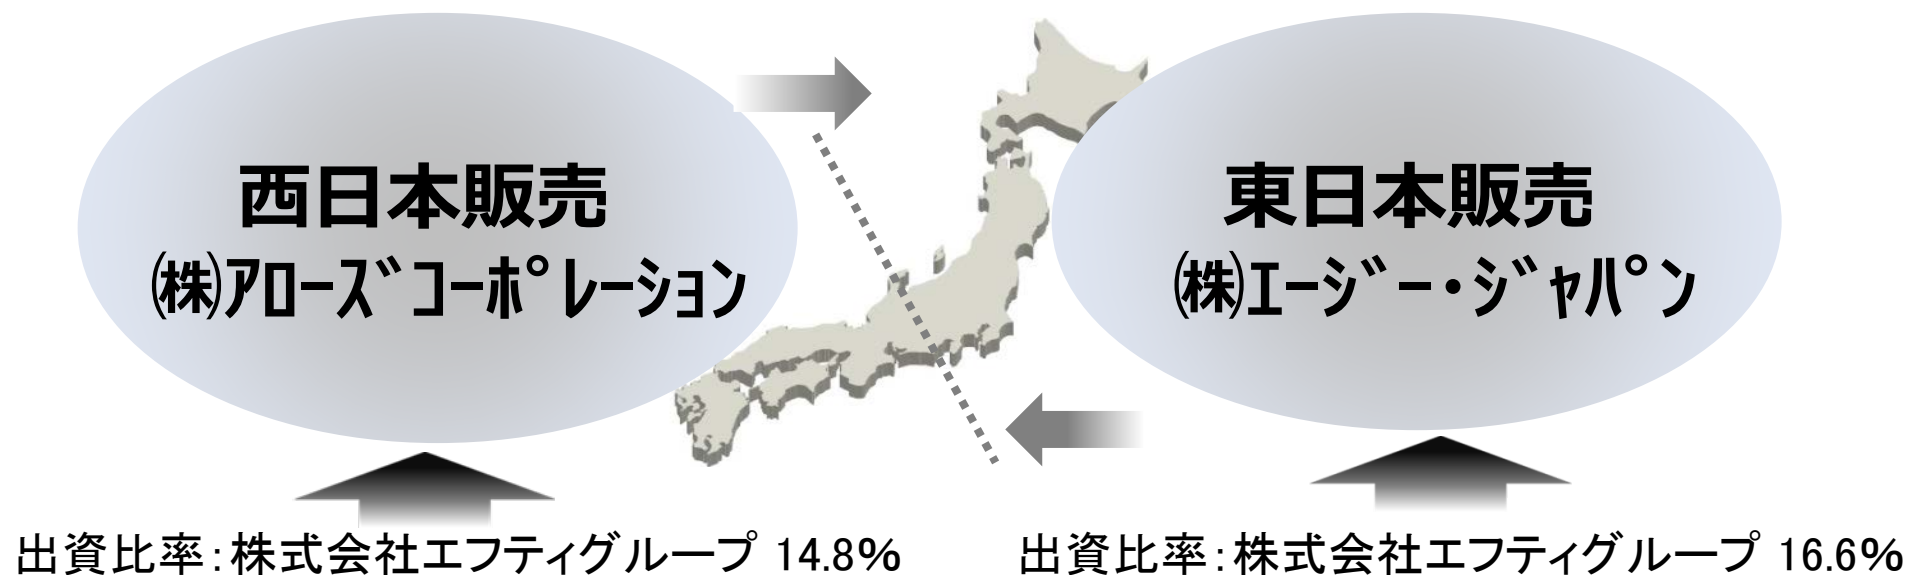 西日本販売
㈱ｱﾛｰｽﾞｺｰﾎﾟﾚｰｼｮﾝ
出資比率：株式会社エフティグループ 14.8%
東日本販売
㈱ｴｰｼﾞｰ・ｼﾞｬﾊﾟﾝ
出資比率：株式会社エフティグループ 16.6%